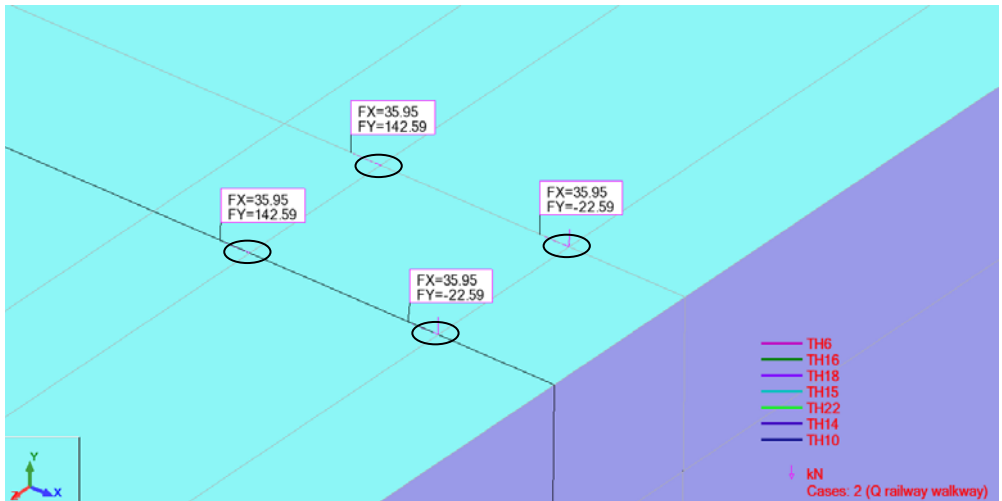 FX=35.95
FY=142.59
FX=35.95
FY=-22.59
FX=35.95
FY=142.59
FX=35.95
FY=-22.59
TH6
TH16
TH18
TH15
TH22
TH14
TH10
kN
Cases: 2 (Q railway walkway)
Y
Z
X